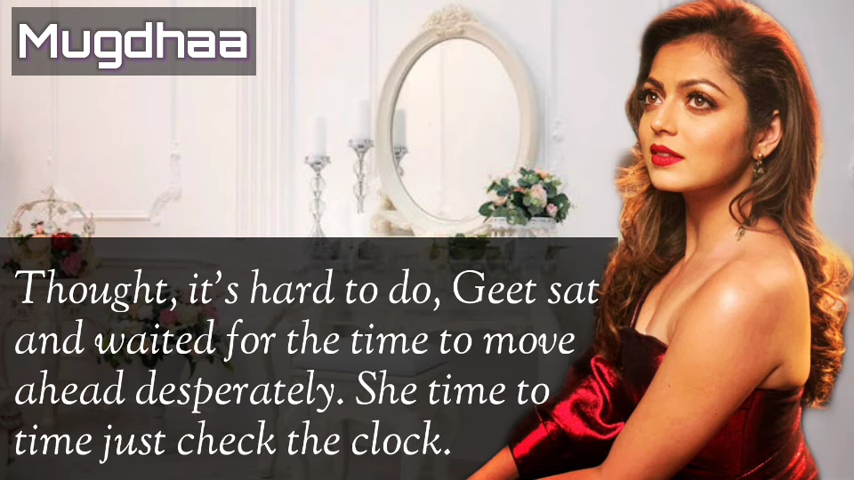 Mugdhaa
Thought, it's hard to do, Geet sat
and waited for the time to move
ahead desperately. She time to
time just check the clock.